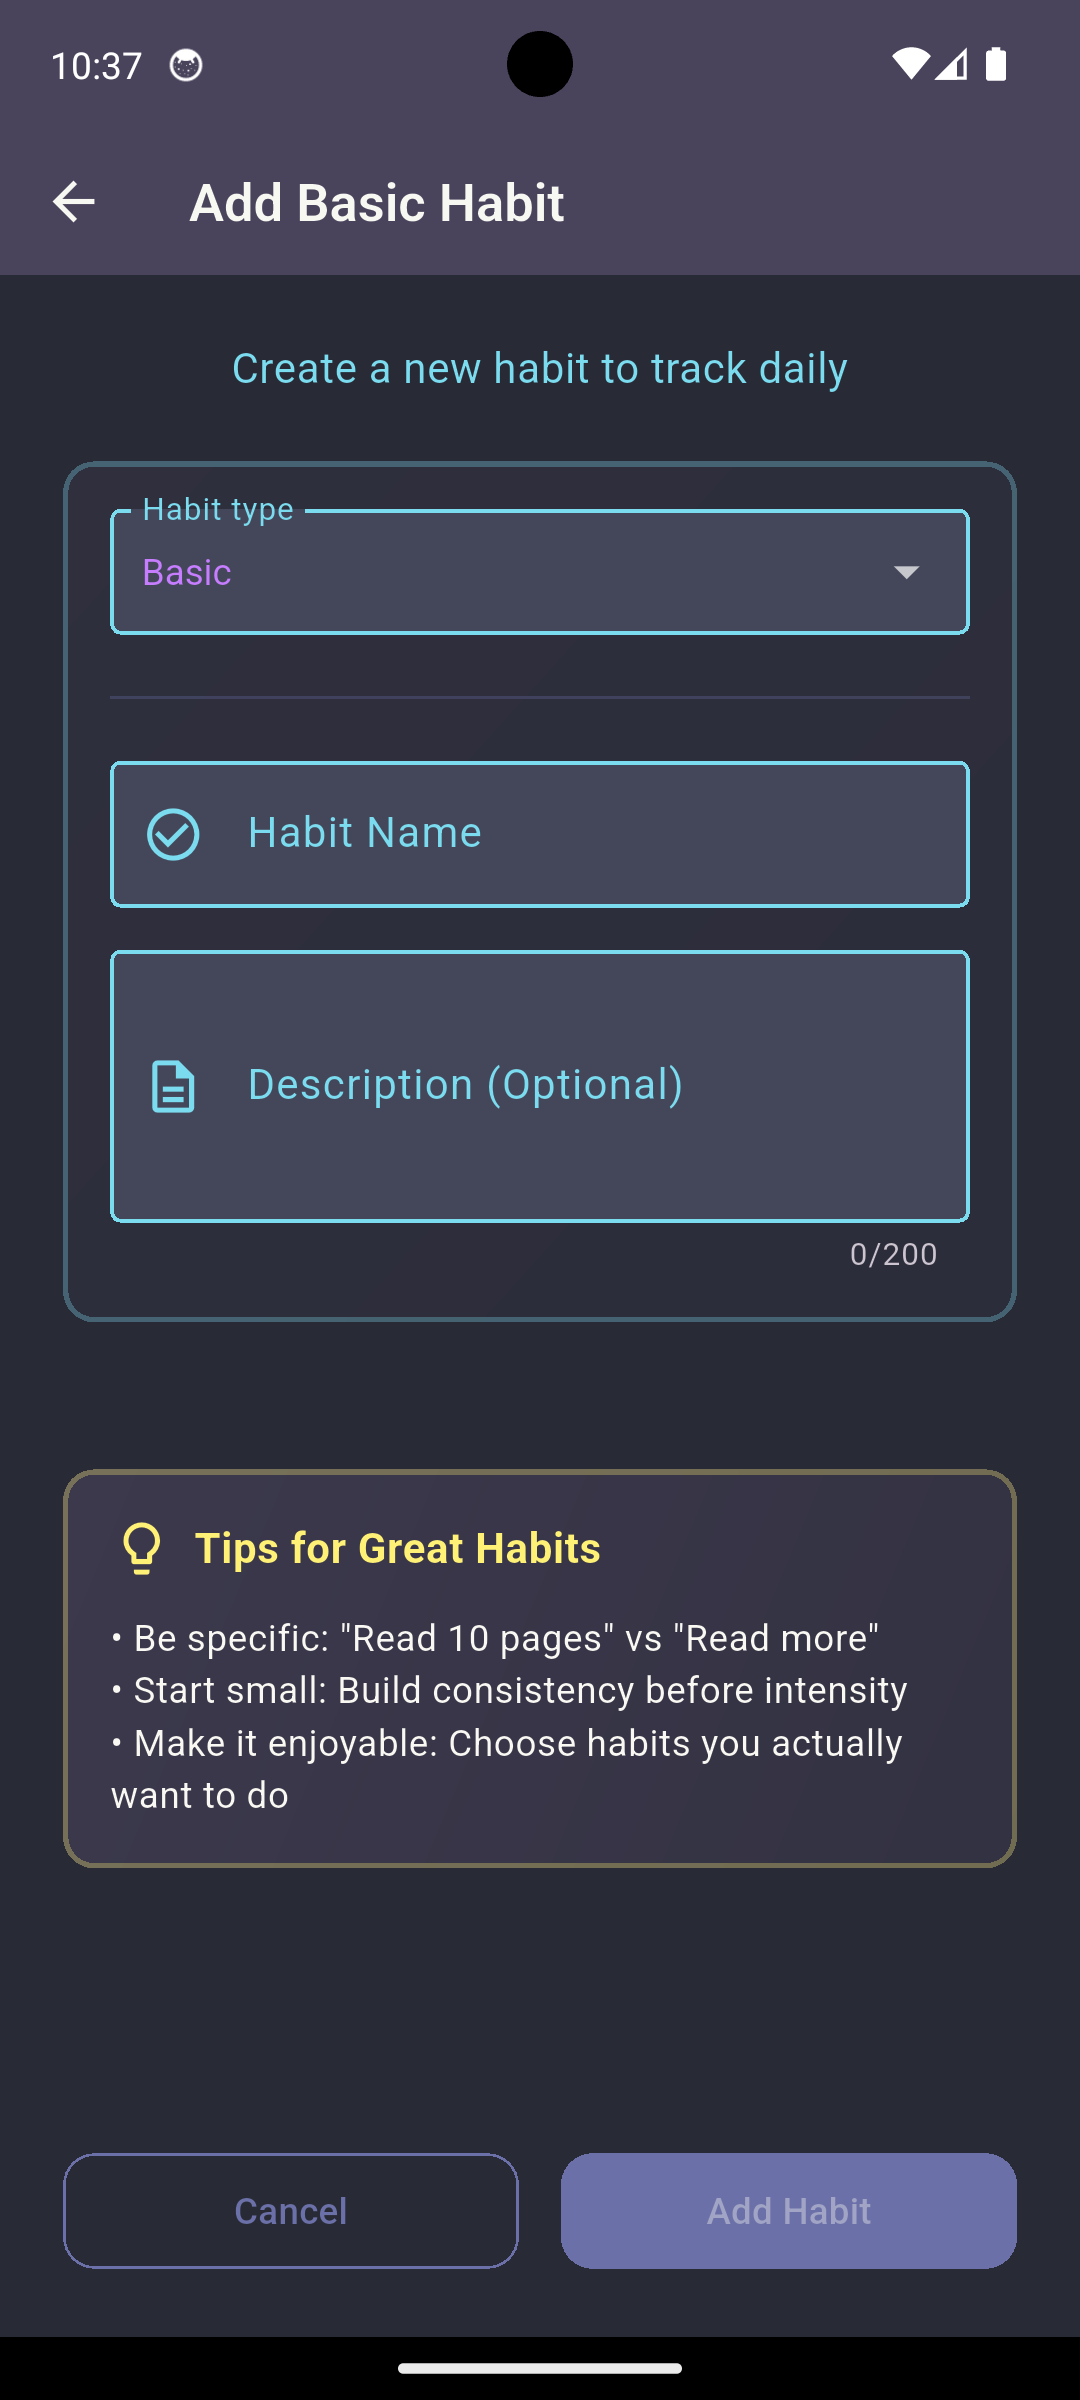 10:37
Add Basic Habit
Create a new habit to track daily
Habit type
Basic
Habit Name
Description (Optional)
0/200
Tips for Great Habits
• Be specific: "Read 10 pages" vs "Read more"
• Start small: Build consistency before intensity
• Make it enjoyable: Choose habits you actually
want to do
Cancel
Add Habit